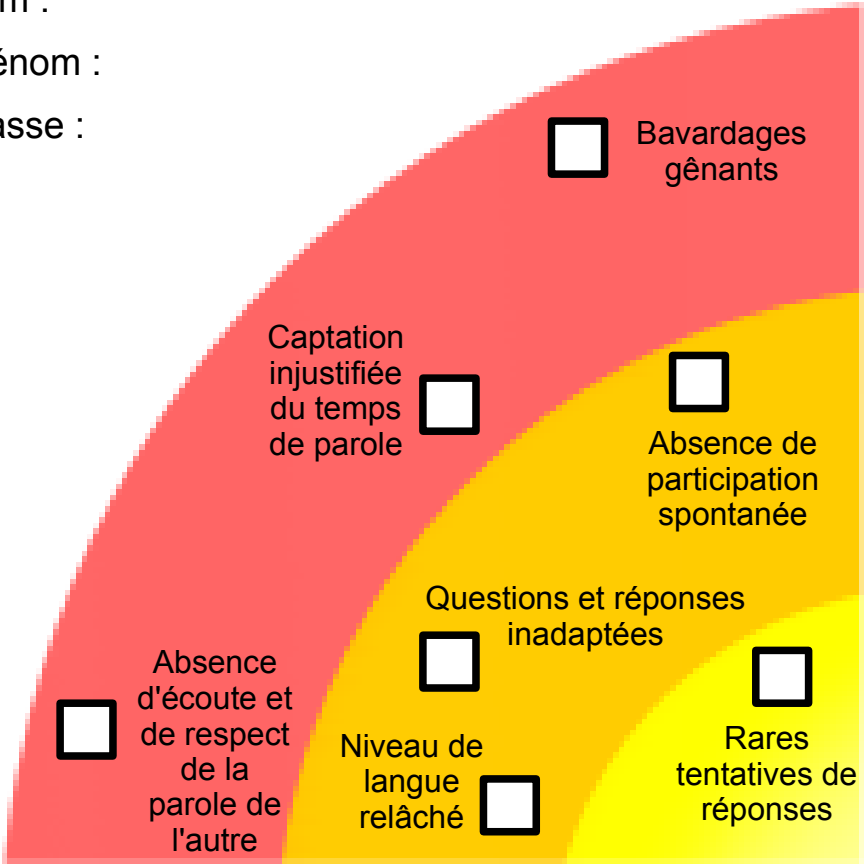 m :
énom :
asse :
Bavardages
gênants
Captation
injustifiée
du temps
de parole
Absence de
participation
spontanée
Questions et réponses
inadaptées
Absence
d'écoute et
de respect
de la
parole de
l'autre
Niveau de
langue
relâché
Rares
tentatives de
réponses